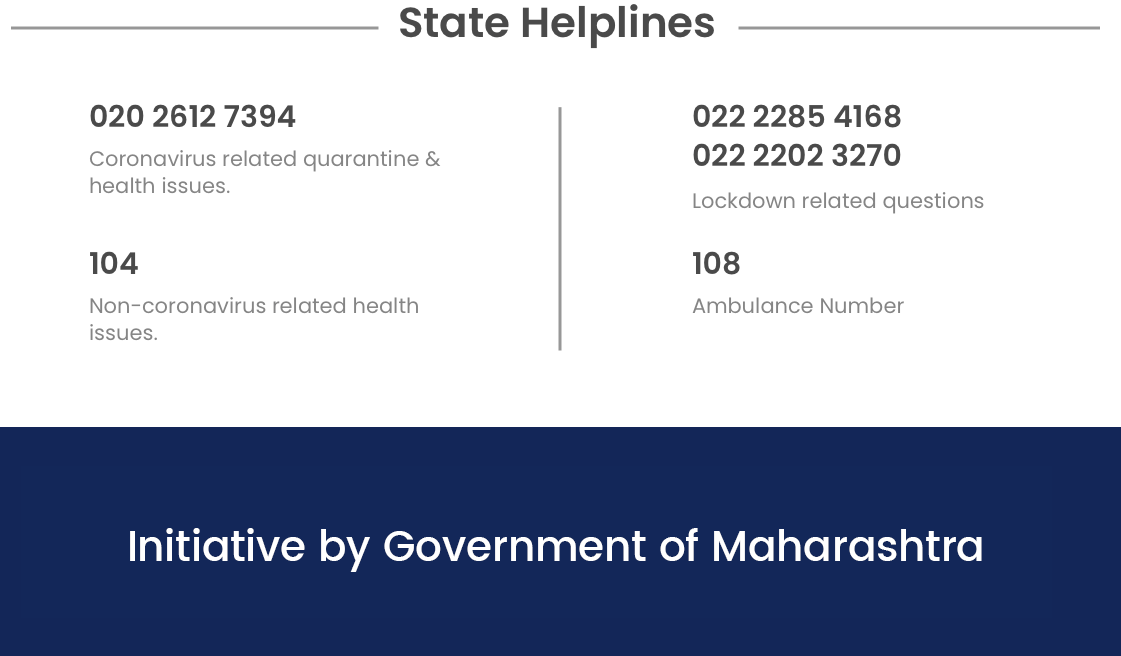 State Helplines
020 2612 7394
Coronavirus related quarantine &
health issues.
104
Non-coronavirus related health
issues.
022 2285 4168
022 2202 3270
Lockdown related questions
108
Ambulance Number
Initiative by Government of Maharashtra